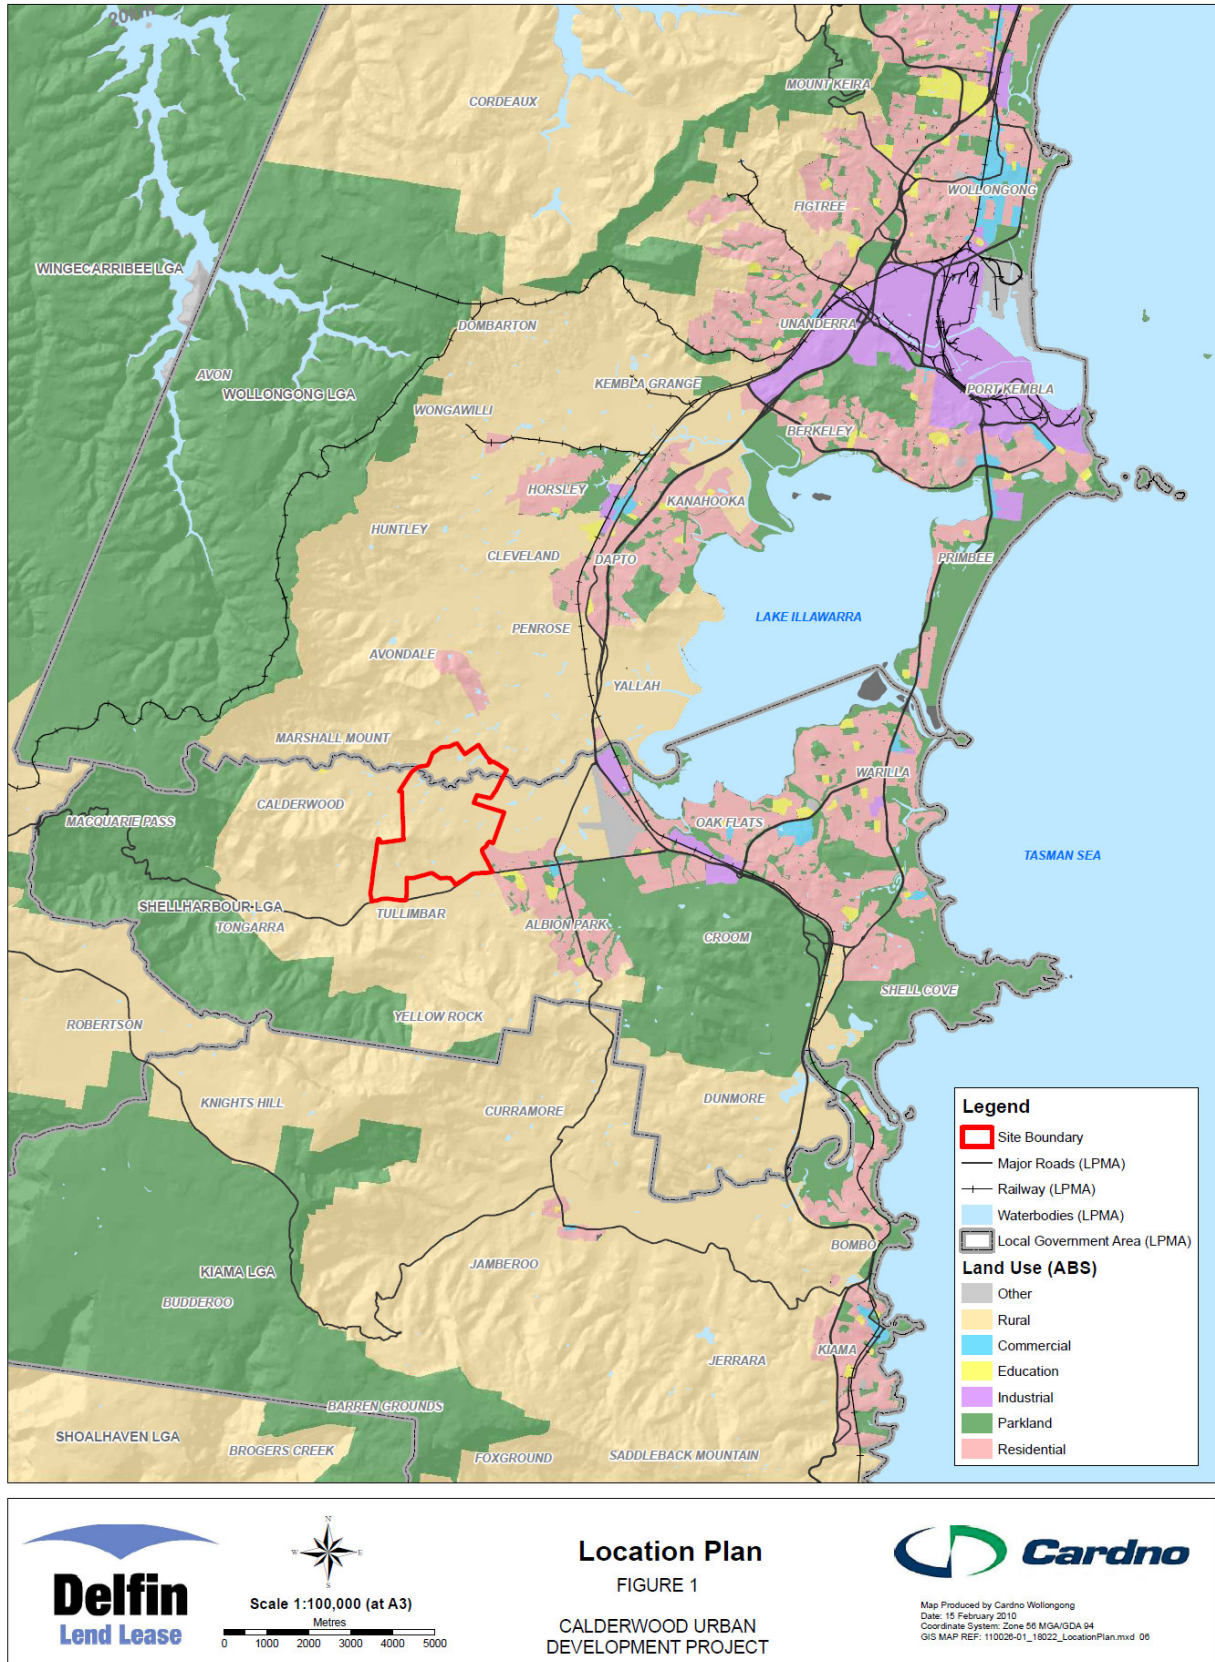 CORDEAUX
MOUNT KEIRA
WOLLONGONG
FIGTREE
WINGECARRIBEE LGA
DOMBARTON
UNANDERRA
AVON
WOLLONGONG LGA
KEMBLA GRANGE
PORT KEMBLA
WONGAWILLI
BERKELEY
HORSLEY
KANAHOOKA
HUNTLEY
CLEVELAND
DAPTO
PRIMBEE
LAKE ILLAWARRA
PENROSE
AVONDALE
YALLAH
MARSHALL MOUNT
WARILLA
CALDERWOOD
MACQUARIE PASS
OAK FLATS
TASMAN SEA
SHELLHARBOUR LGA
TULLIMBAR
TONGARRA
ALBION PARK
CROOM
SHELL COVE
YELLOW ROCK
ROBERTSON
KNIGHTS HILL
CURRAMORE
DUNMORE
BOMBO
JAMBEROO
KIAMA LGA
BUDDEROO
KIAMA
JERRARA
BARREN GROUNDS
SHOALHAVEN LGA
BROGERS CREEK
FOXGROUND
SADDLEBACK MOUNTAIN
Legend
Site Boundary
Major Roads (LPMA)
Railway (LPMA)
Waterbodies (LPMA)
Local Government Area (LPMA)
Land Use (ABS)
Other
Rural
Commercial
Education
Industrial
Parkland
Residential
Delfin
Lend Lease
N
W E
S
Scale 1:100,000 (at A3)
Metres
0 1000 2000 3000 4000 5000
Location Plan
FIGURE 1
CALDERWOOD URBAN
DEVELOPMENT PROJECT
Cardno
Map Produced by Cardno Wollongong
Date: 15 February 2010
Coordinate System: Zone 56 MGA/GDA 94
GIS MAP REF: 110026-01_18022_LocationPlan.mxd 06